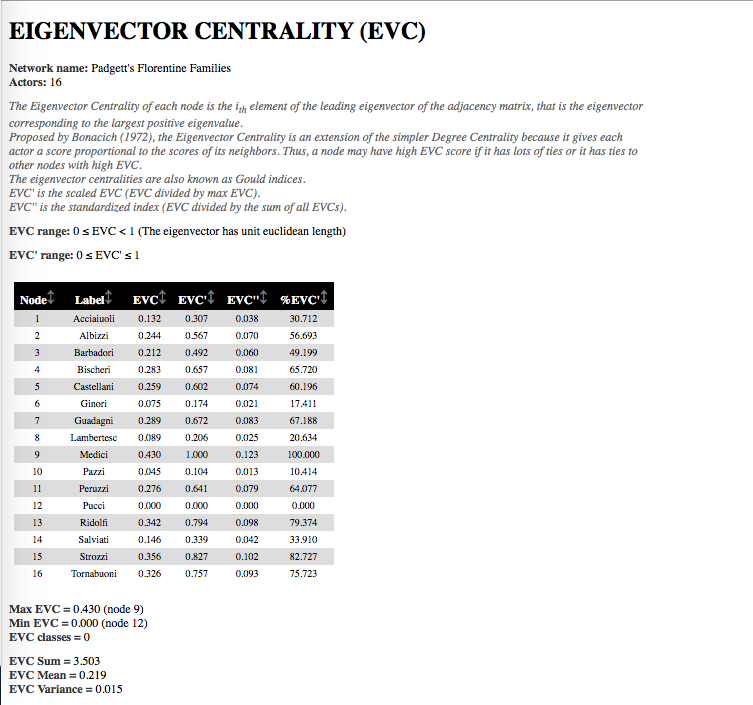 EIGENVECTOR CENTRALITY (EVC)
Network name: Padgett's Florentine Families
Actors: 16
The Eigenvector Centrality of each node is the ith element of the leading eigenvector of the adjacency matrix, that is the eigenvector
corresponding to the largest positive eigenvalue.
Proposed by Bonacich (1972), the Eigenvector Centrality is an extension of the simpler Degree Centrality because it gives each
actor a score proportional to the scores of its neighbors. Thus, a node may have high EVC score if it has lots of ties or it has ties to
other nodes with high EVC.
The eigenvector centralities are also known as Gould indices.
EVC' is the scaled EVC (EVC divided by max EVC).
EVC'' is the standardized index (EVC divided by the sum of all EVCs).
EVC range: 0 ≤ EVC < 1 (The eigenvector has unit euclidean length)
EVC' range: 0 ≤ EVC' ≤ 1
Node Label EVC EVC' EVC'' %EVC'
1 Acciaiuoli 0.132 0.307 0.038 30.712
2 Albizzi 0.244 0.567 0.070 56.693
3 Barbadori 0.212 0.492 0.060 49.199
4 Bischeri 0.283 0.657 0.081 65.720
5 Castellani 0.259 0.602 0.074 60.196
6 Ginori 0.075 0.174 0.021 17.411
7 Guadagni 0.289 0.672 0.083 67.188
8 Lambertesc 0.089 0.206 0.025 20.634
9 Medici 0.430 1.000 0.123 100.000
10 Pazzi 0.045 0.104 0.013 10.414
11 Peruzzi 0.276 0.641 0.079 64.077
12 Pucci 0.000 0.000 0.000 0.000
13 Ridolfi 0.342 0.794 0.098 79.374
14 Salviati 0.146 0.339 0.042 33.910
15 Strozzi 0.356 0.827 0.102 82.727
16 Tornabuoni 0.326 0.757 0.093 75.723
Max EVC = 0.430 (node 9)
Min EVC = 0.000 (node 12)
EVC classes = 0
EVC Sum = 3.503
EVC Mean = 0.219
EVC Variance = 0.015